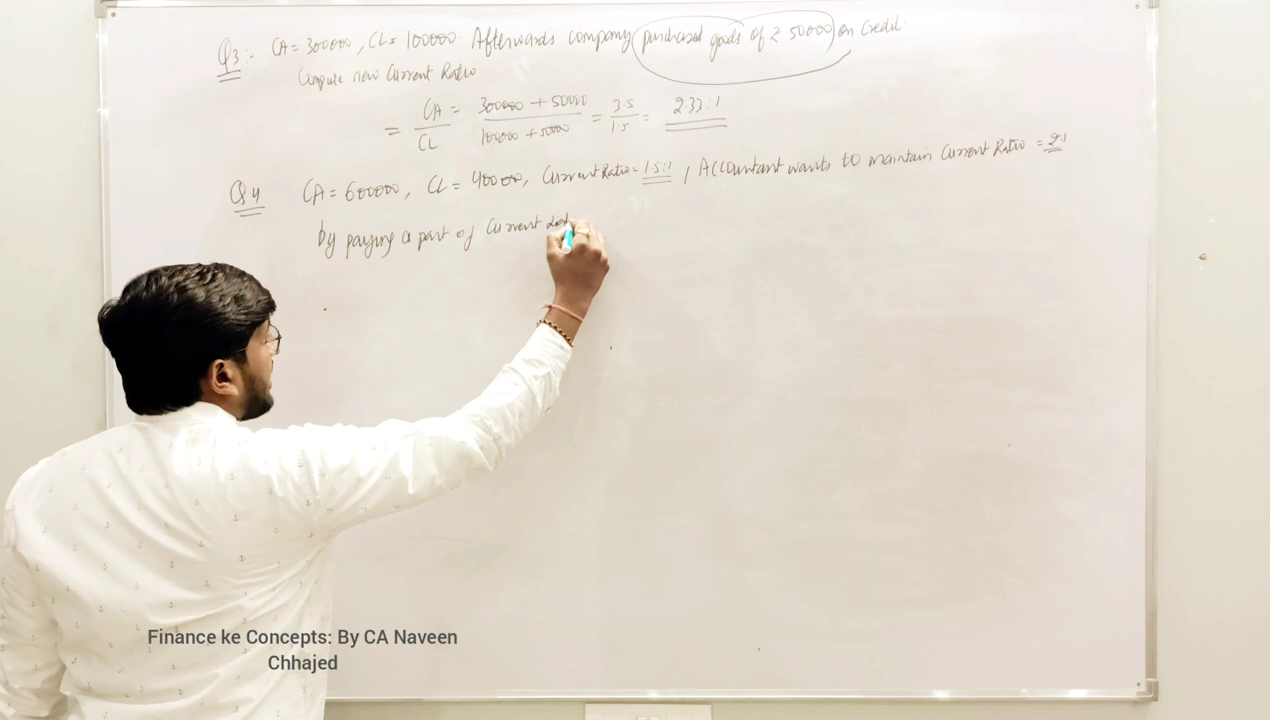 Q3:- CA = 300000, CL = 100000. Afterwards company purchased goods of ₹ 50000 on credit.
Compute new Current Ratio
= CA / CL = 300000 + 50000 / 100000 + 50000 = 3.5 / 1.5 = 2.33:1
Q4 CA = 600000, CL = 400000, Current Ratio = 1.5:1, Accountant wants to maintain Current Ratio = 2:1
by paying a part of Current
Finance ke Concepts: By CA Naveen
Chhajed